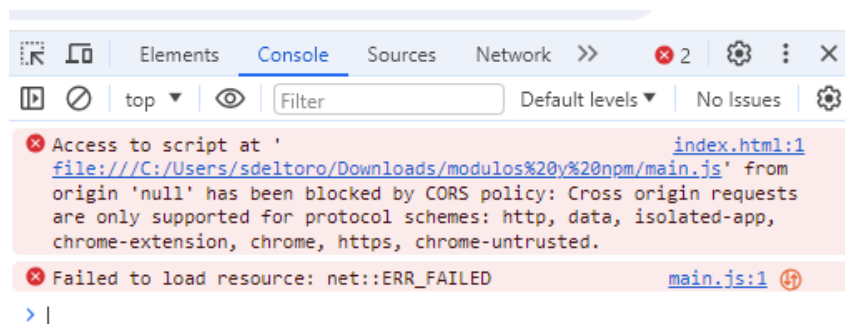 Elements Console Sources Network 2
top Filter Default levels No Issues
Access to script at ' index.html:1
file:///C:/Users/sdeltoro/Downloads/modulos%20y%20npm/main.js' from
origin 'null' has been blocked by CORS policy: Cross origin requests
are only supported for protocol schemes: http, data, isolated-app,
chrome-extension, chrome, https, chrome-untrusted.
Failed to load resource: net::ERR_FAILED main.js:1